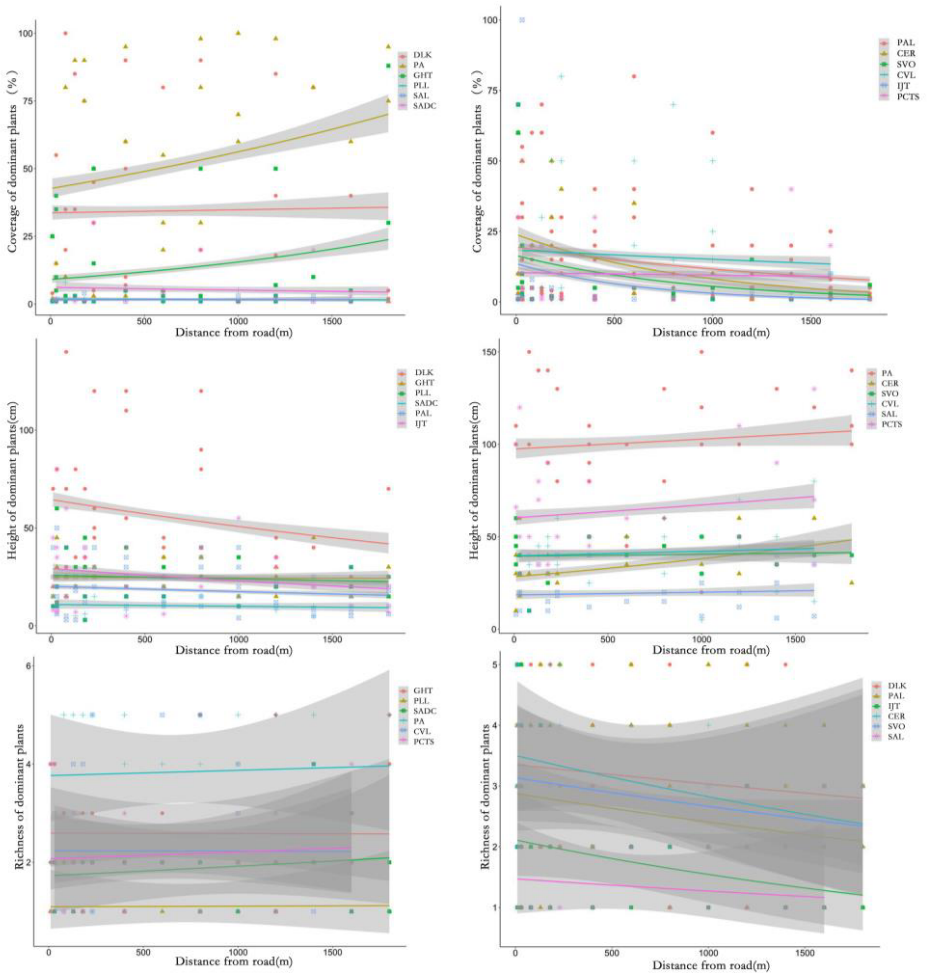 Coverage of dominant plants (%)
100
75
50
25
0
0
500
1000
1500
Distance from road(m)
DLK
PA
GHT
PLL
SAL
SADC
Coverage of dominant plants (%)
100
75
50
25
0
0
500
1000
1500
Distance from road(m)
PAL
CER
SVO
CVL
IJT
PCTS
Height of dominant plants(cm)
100
50
0
0
500
1000
1500
Distance from road(m)
DLK
GHT
PLL
SADC
PAL
IJT
Height of dominant plants(cm)
150
100
50
0
0
500
1000
1500
Distance from road(m)
PA
CER
SVO
CVL
SAL
PCTS
Richness of dominant plants
6
4
2
0
500
1000
1500
Distance from road(m)
GHT
PLL
SADC
PA
CVL
PCTS
Richness of dominant plants
5
4
3
2
1
0
500
1000
1500
Distance from road(m)
DLK
PAL
IJT
CER
SVO
SAL